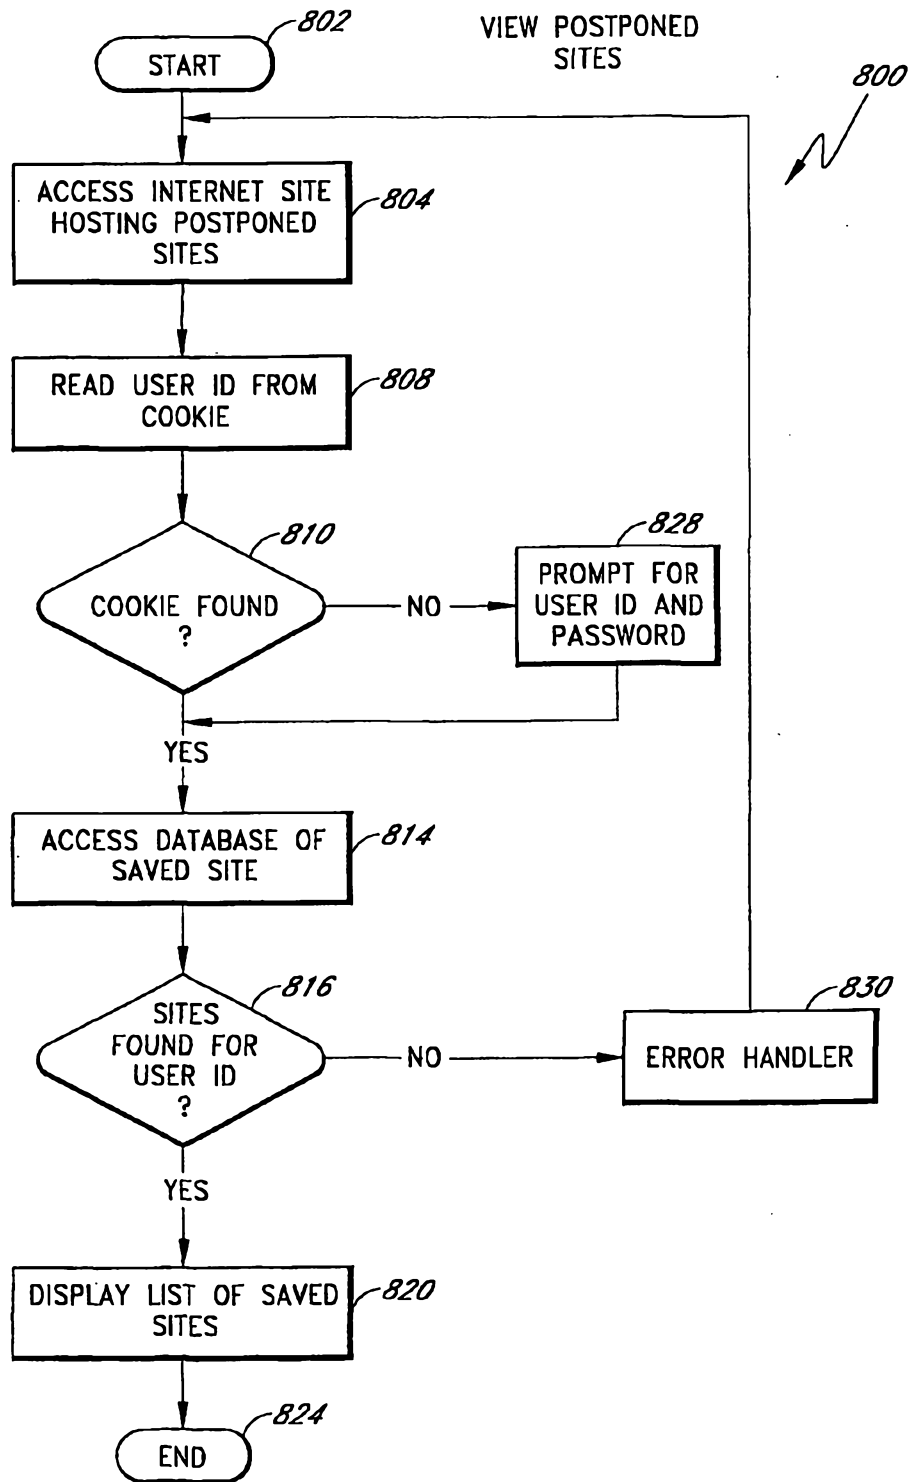 802
VIEW POSTPONED
SITES
START
800
ACCESS INTERNET SITE
HOSTING POSTPONED
SITES
804
READ USER ID FROM
COOKIE
808
810
COOKIE FOUND
?
NO
828
PROMPT FOR
USER ID AND
PASSWORD
YES
ACCESS DATABASE OF
SAVED SITE
814
816
SITES
FOUND FOR
USER ID
?
NO
830
ERROR HANDLER
YES
DISPLAY LIST OF SAVED
SITES
820
824
END